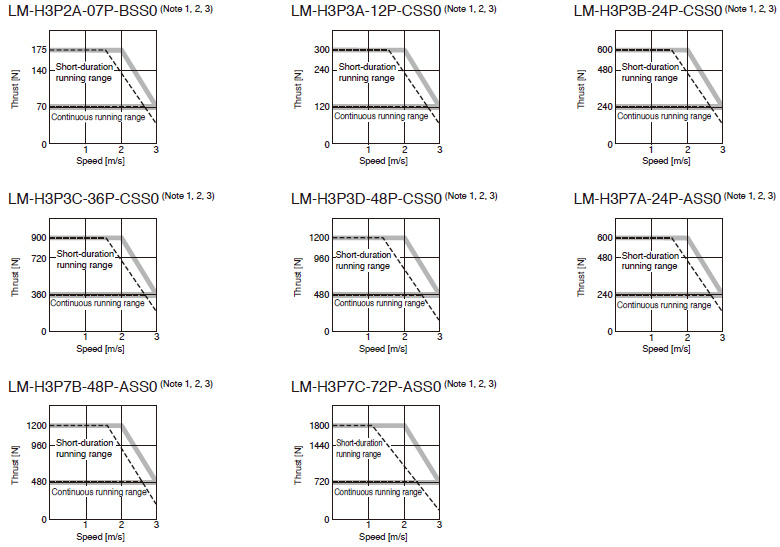 LM-H3P2A-07P-BSS0 (Note 1, 2, 3)
175
140
70
0
Thrust [N]
Short-duration
running range
Continuous running range
1 2 3
Speed [m/s]
LM-H3P3A-12P-CSS0 (Note 1, 2, 3)
300
240
120
0
Thrust [N]
Short-duration
running range
Continuous running range
1 2 3
Speed [m/s]
LM-H3P3B-24P-CSS0 (Note 1, 2, 3)
600
480
240
0
Thrust [N]
Short-duration
running range
Continuous running range
1 2 3
Speed [m/s]
LM-H3P3C-36P-CSS0 (Note 1, 2, 3)
900
720
360
0
Thrust [N]
Short-duration
running range
Continuous running range
1 2 3
Speed [m/s]
LM-H3P3D-48P-CSS0 (Note 1, 2, 3)
1200
960
480
0
Thrust [N]
Short-duration
running range
Continuous running range
1 2 3
Speed [m/s]
LM-H3P7A-24P-ASS0 (Note 1, 2, 3)
600
480
240
0
Thrust [N]
Short-duration
running range
Continuous running range
1 2 3
Speed [m/s]
LM-H3P7B-48P-ASS0 (Note 1, 2, 3)
1200
960
480
0
Thrust [N]
Short-duration
running range
Continuous running range
1 2 3
Speed [m/s]
LM-H3P7C-72P-ASS0 (Note 1, 2, 3)
1800
1440
720
0
Thrust [N]
Short-duration
running range
Continuous running range
1 2 3
Speed [m/s]